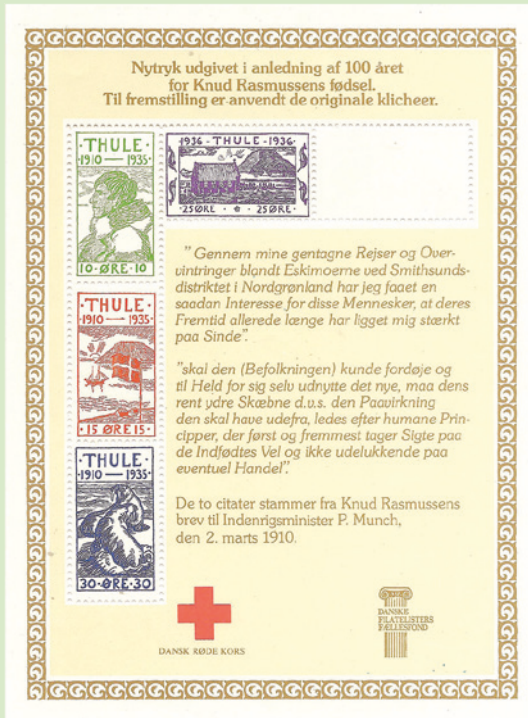 Nytryk udgivet i anledning af 100 året
for Knud Rasmussens fødsel.
Til fremstilling er anvendt de originale klicheer.
·THULE·
1910—1935
10·ØRE·10
·1936·THULE·1936·
25ØRE · · 25ØRE
·THULE·
1910—1935
15 ØRE 15
·THULE·
·1910—1935·
30·ØRE·30
" Gennem mine gentagne Rejser og Over-
vintringer blandt Eskimoerne ved Smithsunds-
distriktet i Nordgrønland har jeg faaet en
saadan Interesse for disse Mennesker, at deres
Fremtid allerede længe har ligget mig stærkt
paa Sinde".
"skal den (Befolkningen) kunde fordøje og
til Held for sig selv udnytte det nye, maa dens
rent ydre Skæbne d.v.s. den Paavirkning
den skal have udefra, ledes efter humane Prin-
cipper, der først og fremmest tager Sigte paa
de Indfødtes Vel og ikke udelukkende paa
eventuel Handel".
De to citater stammer fra Knud Rasmussens
brev til Indenrigsminister P. Munch,
den 2. marts 1910.
DANSK RØDE KORS
DANSKE
FILATELISTERS
FÆLLESFOND